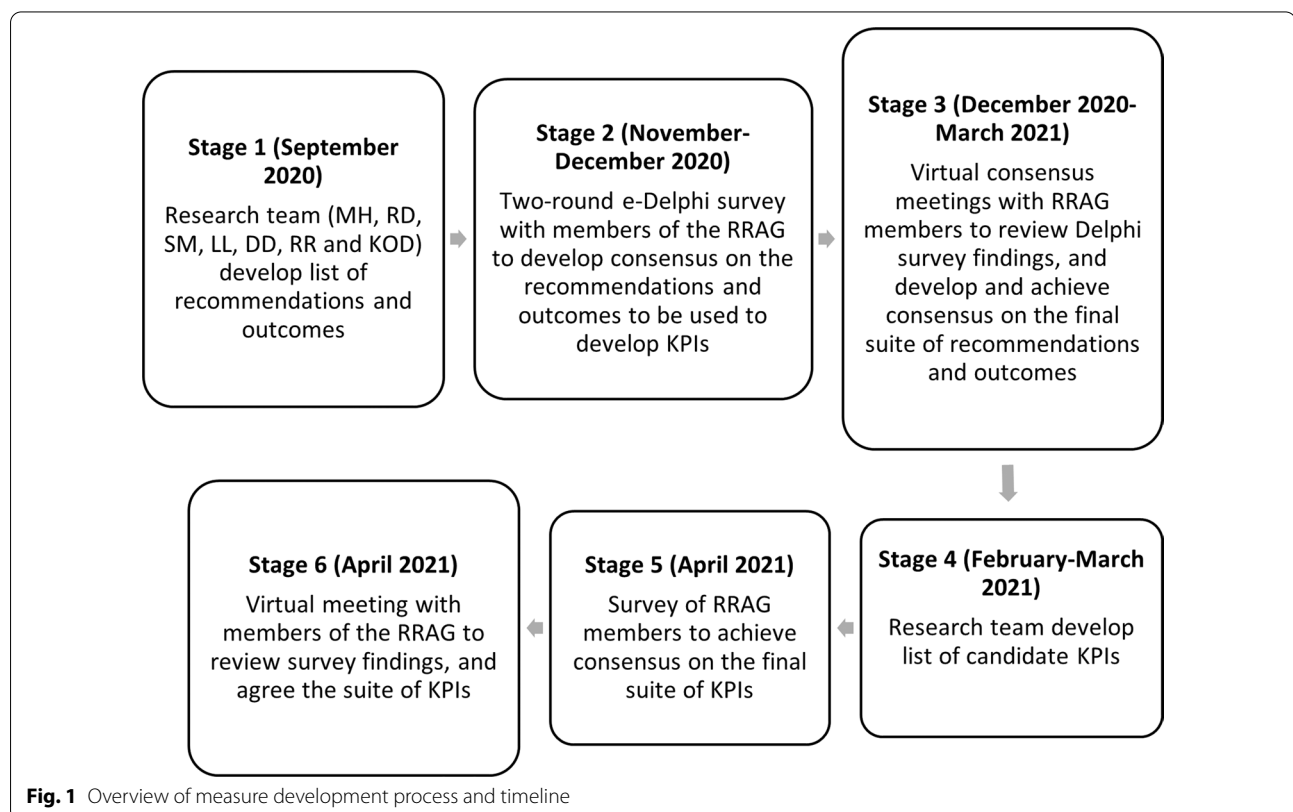 Stage 1 (September
2020)
Research team (MH, RD,
SM, LL, DD, RR and KOD)
develop list of
recommendations and
outcomes
Stage 2 (November-
December 2020)
Two-round e-Delphi survey
with members of the RRAG
to develop consensus on the
recommendations and
outcomes to be used to
develop KPIs
Stage 3 (December 2020-
March 2021)
Virtual consensus
meetings with RRAG
members to review Delphi
survey findings, and
develop and achieve
consensus on the final
suite of recommendations
and outcomes
Stage 4 (February-March
2021)
Research team develop
list of candidate KPIs
Stage 5 (April 2021)
Survey of RRAG
members to achieve
consensus on the final
suite of KPIs
Stage 6 (April 2021)
Virtual meeting with
members of the RRAG to
review survey findings, and
agree the suite of KPIs
Fig. 1 Overview of measure development process and timeline